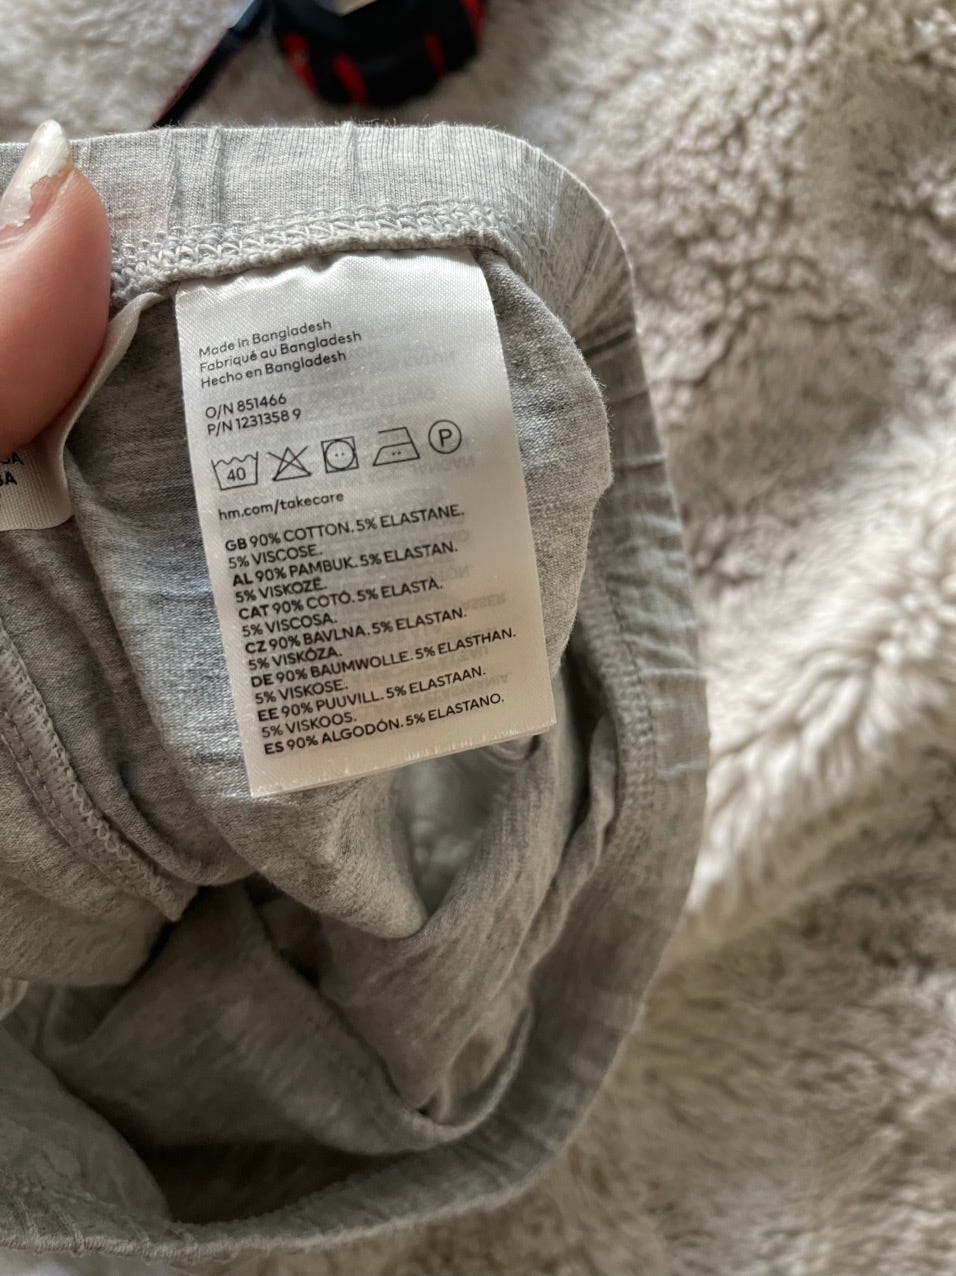 Made in Bangladesh
Fabriqué au Bangladesh
Hecho en Bangladesh
O/N 851466
P/N 1231358 9
40
P
hm.com/takecare
GB 90% COTTON. 5% ELASTANE.
5% VISCOSE.
AL 90% PAMBUK. 5% ELASTAN.
5% VISKOZË.
CAT 90% COTÓ. 5% ELASTÀ.
5% VISCOSA.
CZ 90% BAVLNA. 5% ELASTAN.
5% VISKÓZA.
DE 90% BAUMWOLLE. 5% ELASTHAN.
5% VISKOSE.
EE 90% PUUVILL. 5% ELASTAAN.
5% VISKOOS.
ES 90% ALGODÓN. 5% ELASTANO.